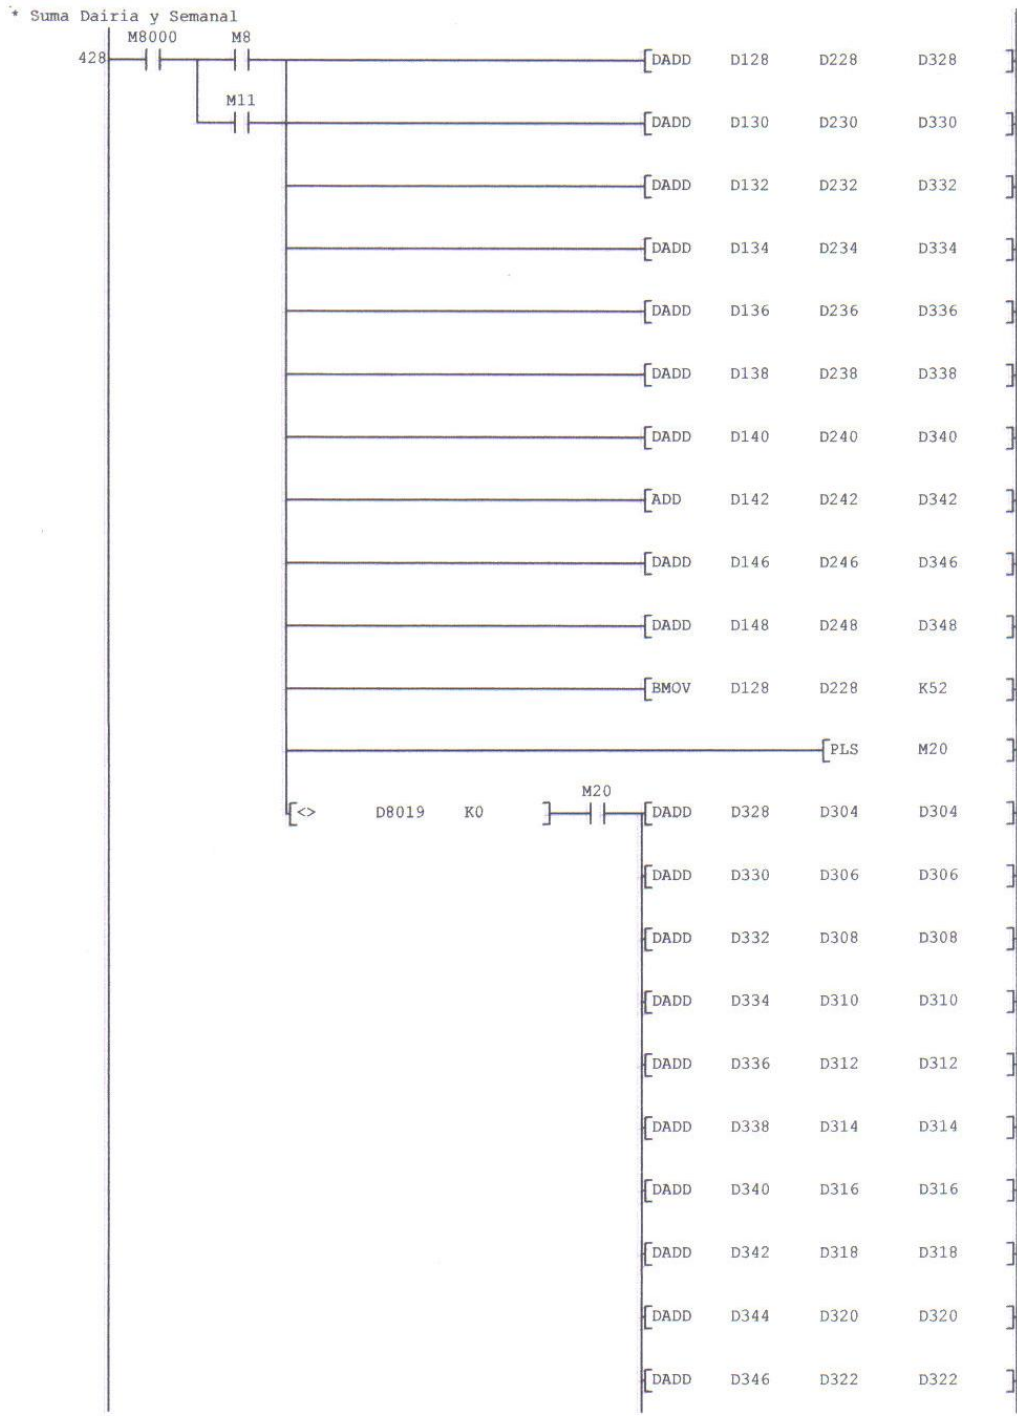 * Suma Dairia y Semanal
M8000 M8
428 [DADD D128 D228 D328 ]
M11
[DADD D130 D230 D330 ]
[DADD D132 D232 D332 ]
[DADD D134 D234 D334 ]
[DADD D136 D236 D336 ]
[DADD D138 D238 D338 ]
[DADD D140 D240 D340 ]
[ADD D142 D242 D342 ]
[DADD D146 D246 D346 ]
[DADD D148 D248 D348 ]
[BMOV D128 D228 K52 ]
[PLS M20 ]
M20
[<> D8019 K0 ] [DADD D328 D304 D304 ]
[DADD D330 D306 D306 ]
[DADD D332 D308 D308 ]
[DADD D334 D310 D310 ]
[DADD D336 D312 D312 ]
[DADD D338 D314 D314 ]
[DADD D340 D316 D316 ]
[DADD D342 D318 D318 ]
[DADD D344 D320 D320 ]
[DADD D346 D322 D322 ]